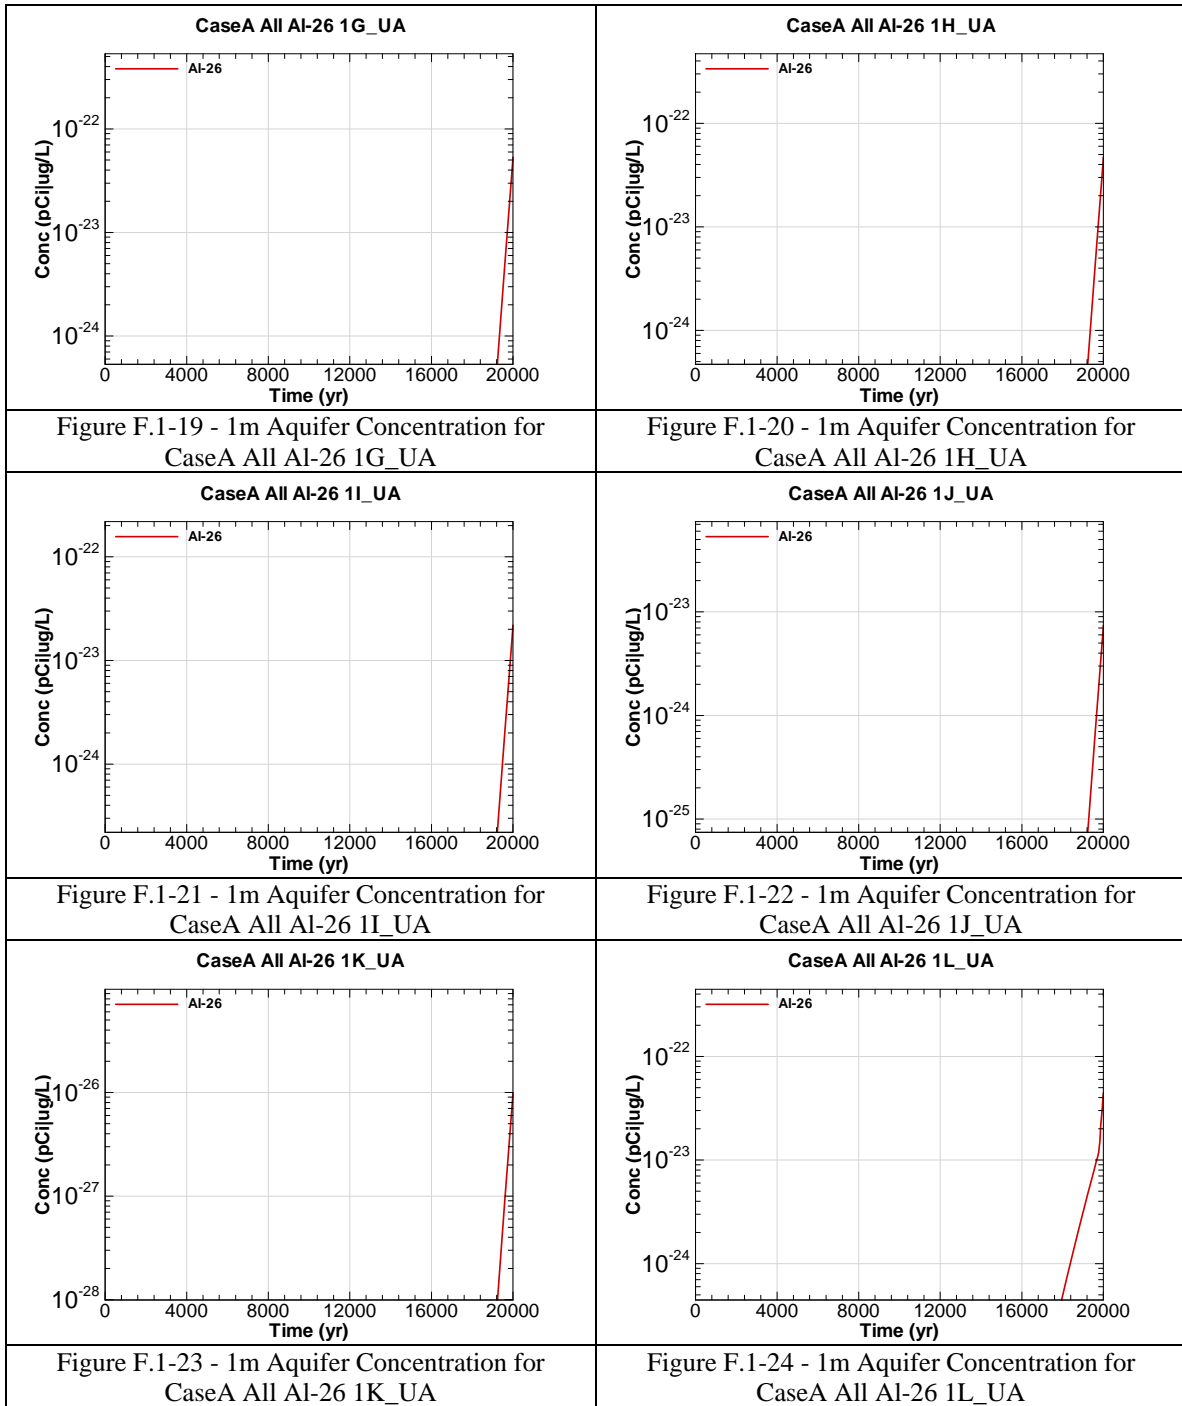 CaseA All Al-26 1G_UA
Al-26
Conc (pCi|ug/L)
10^-22
10^-23
10^-24
0 4000 8000 12000 16000 20000
Time (yr)
Figure F.1-19 - 1m Aquifer Concentration for
CaseA All Al-26 1G_UA
CaseA All Al-26 1H_UA
Al-26
Conc (pCi|ug/L)
10^-22
10^-23
10^-24
0 4000 8000 12000 16000 20000
Time (yr)
Figure F.1-20 - 1m Aquifer Concentration for
CaseA All Al-26 1H_UA
CaseA All Al-26 1I_UA
Al-26
Conc (pCi|ug/L)
10^-22
10^-23
10^-24
0 4000 8000 12000 16000 20000
Time (yr)
Figure F.1-21 - 1m Aquifer Concentration for
CaseA All Al-26 1I_UA
CaseA All Al-26 1J_UA
Al-26
Conc (pCi|ug/L)
10^-23
10^-24
10^-25
0 4000 8000 12000 16000 20000
Time (yr)
Figure F.1-22 - 1m Aquifer Concentration for
CaseA All Al-26 1J_UA
CaseA All Al-26 1K_UA
Al-26
Conc (pCi|ug/L)
10^-26
10^-27
10^-28
0 4000 8000 12000 16000 20000
Time (yr)
Figure F.1-23 - 1m Aquifer Concentration for
CaseA All Al-26 1K_UA
CaseA All Al-26 1L_UA
Al-26
Conc (pCi|ug/L)
10^-22
10^-23
10^-24
0 4000 8000 12000 16000 20000
Time (yr)
Figure F.1-24 - 1m Aquifer Concentration for
CaseA All Al-26 1L_UA